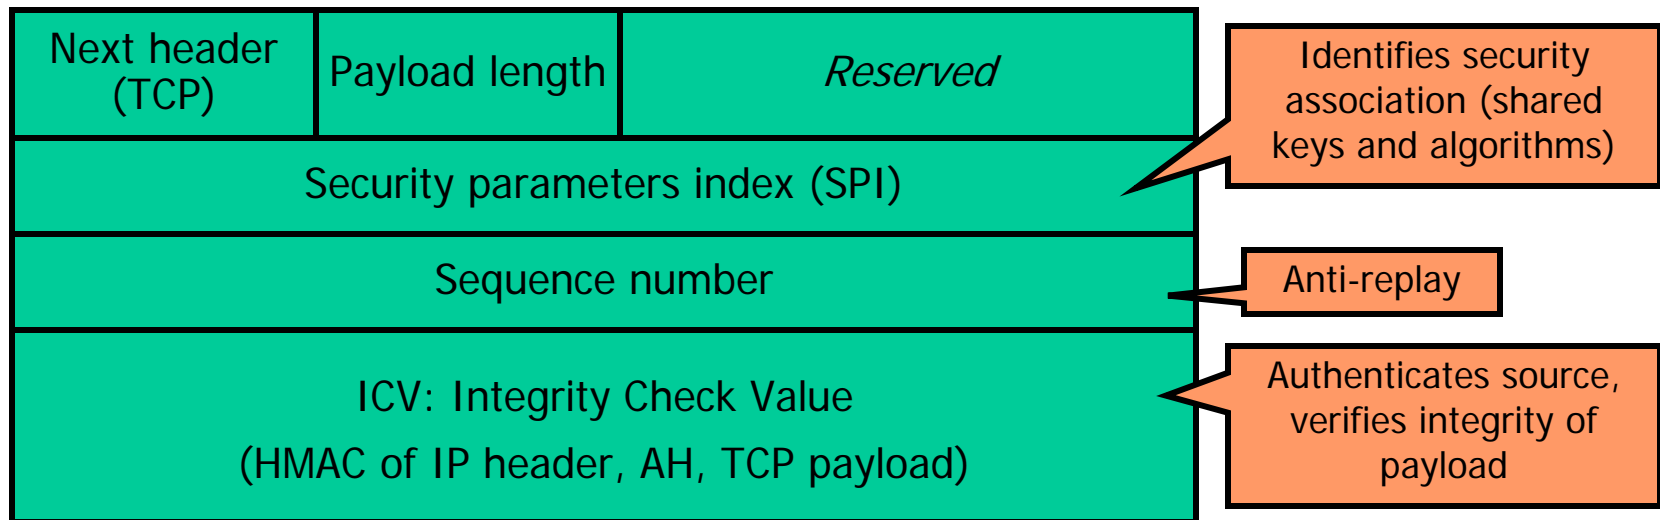 Next header
(TCP)
Payload length
Reserved
Identifies security
association (shared
keys and algorithms)
Security parameters index (SPI)
Sequence number
Anti-replay
ICV: Integrity Check Value
(HMAC of IP header, AH, TCP payload)
Authenticates source,
verifies integrity of
payload